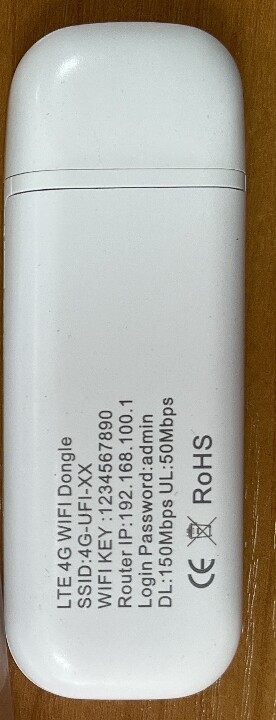 LTE 4G WIFI Dongle
SSID:4G-UFI-XX
WIFI KEY :1234567890
Router IP:192.168.100.1
Login Password:admin
DL:150Mbps UL:50Mbps
CE RoHS